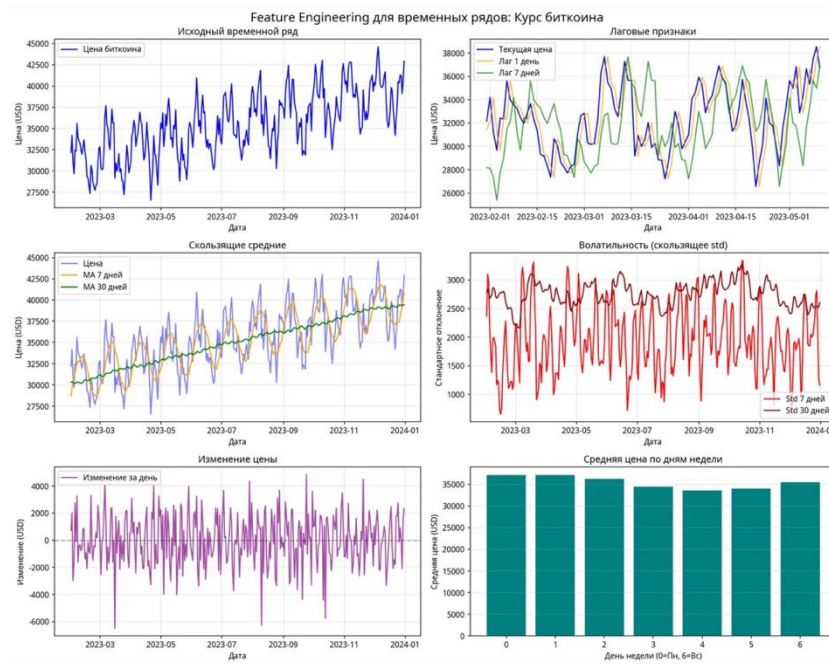 Feature Engineering для временных рядов: Курс биткоина
Исходный временной ряд
Цена биткоина
Цена (USD)
45000
42500
40000
37500
35000
32500
30000
27500
2023-03
2023-05
2023-07
2023-09
2023-11
2024-01
Дата
Лаговые признаки
Текущая цена
Лаг 1 день
Лаг 7 дней
Цена (USD)
38000
36000
34000
32000
30000
28000
26000
2023-02-01
2023-02-15
2023-03-01
2023-03-15
2023-04-01
2023-04-15
2023-05-01
Дата
Скользящие средние
Цена
MA 7 дней
MA 30 дней
Цена (USD)
45000
42500
40000
37500
35000
32500
30000
27500
2023-03
2023-05
2023-07
2023-09
2023-11
2024-01
Дата
Волатильность (скользящее std)
Стандартное отклонение
3000
2500
2000
1500
1000
Std 7 дней
Std 30 дней
2023-03
2023-05
2023-07
2023-09
2023-11
2024-0
Дата
Изменение цены
Изменение за день
Изменение (USD)
4000
2000
0
-2000
-4000
-6000
2023-03
2023-05
2023-07
2023-09
2023-11
2024-01
Дата
Средняя цена по дням недели
Средняя цена (USD)
35000
30000
25000
20000
15000
10000
5000
0
0
1
2
3
4
5
6
День недели (0=Пн, 6=Вс)